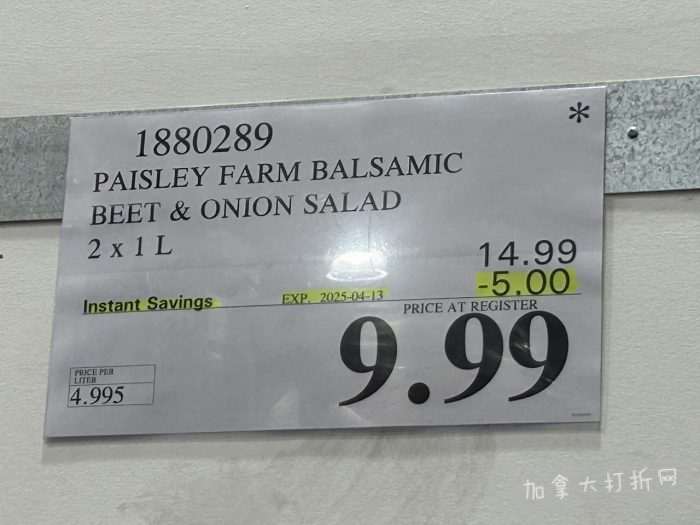 *
1880289
PAISLEY FARM BALSAMIC
BEET & ONION SALAD
2 x 1 L
14.99
-5.00
Instant Savings EXP. 2025-04-13
PRICE AT REGISTER
9.99
PRICE PER
LITER
4.995
加拿大打折网